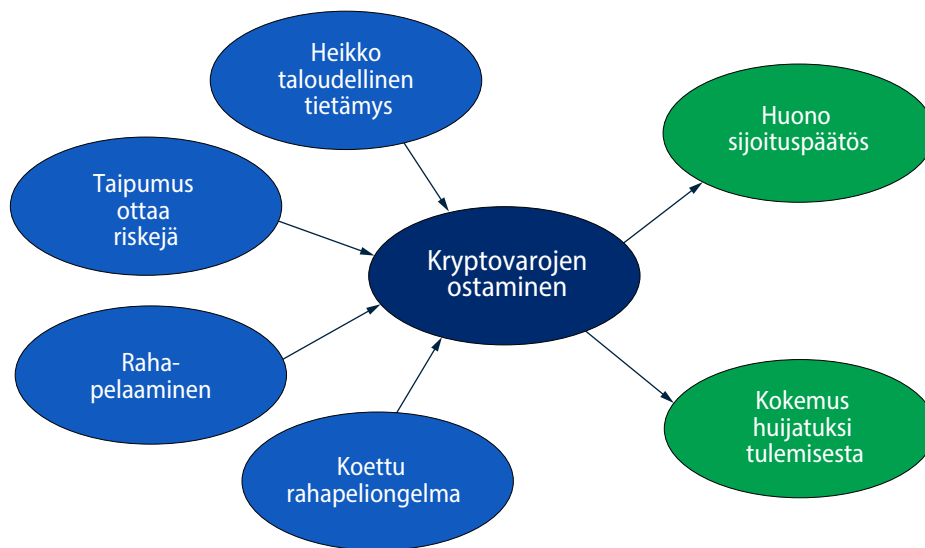 Heikko
taloudellinen
tietämys
Taipumus
ottaa
riskejä
Raha-
pelaaminen
Koettu
rahapeliongelma
Kryptovarojen
ostaminen
Huono
sijoituspäätös
Kokemus
huijatuksi
tulemisesta